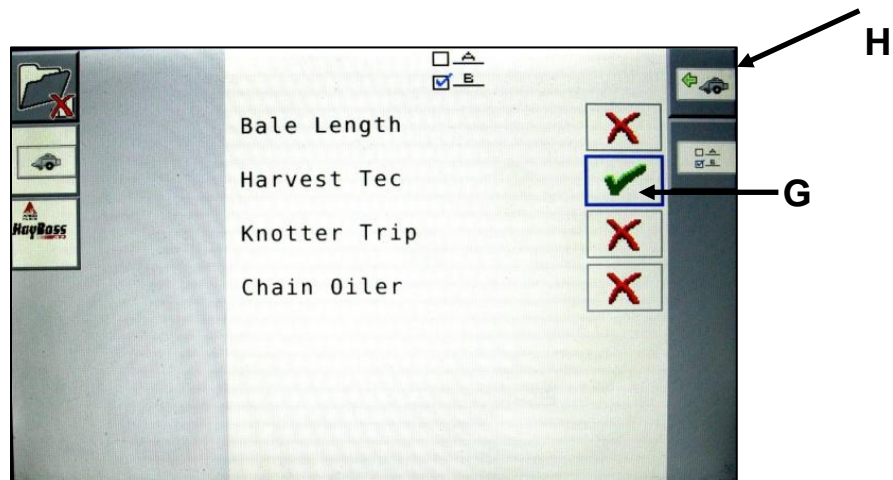 H
A
B
Bale Length
Harvest Tec
G
Knotter Trip
HayBoss
Chain Oiler
A
B